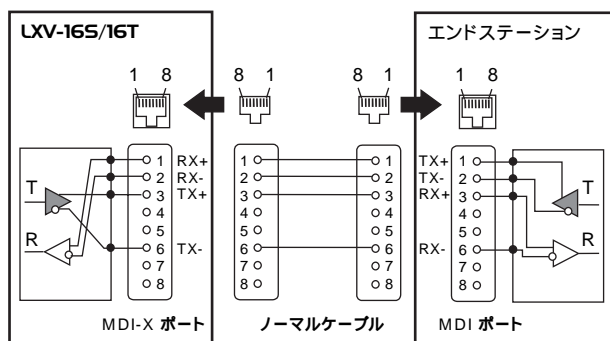 LXV-16S/16T
エンドステーション
1 8
8 1
8 1
1 8
T
R
1 RX+
2 RX-
3 TX+
4
5
6 TX-
7
8
1
2
3
4
5
6
7
8
1
2
3
4
5
6
7
8
TX+ 1
TX- 2
RX+ 3
4
5
RX- 6
7
8
T
R
MDI-X ポート
ノーマルケーブル
MDI ポート